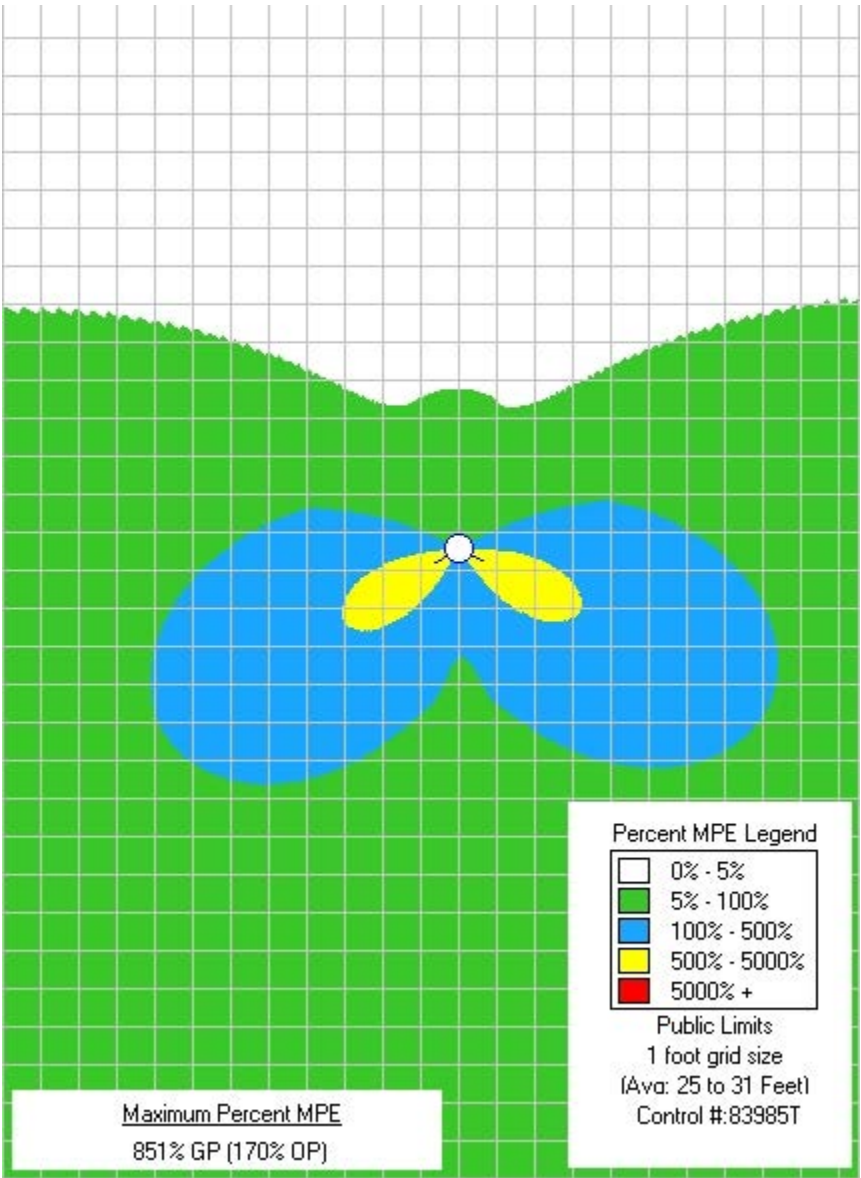 Percent MPE Legend
0% - 5%
5% - 100%
100% - 500%
500% - 5000%
5000% +
Public Limits
1 foot grid size
(Avg: 25 to 31 Feet)
Control #:83985T
Maximum Percent MPE
851% GP (170% OP)